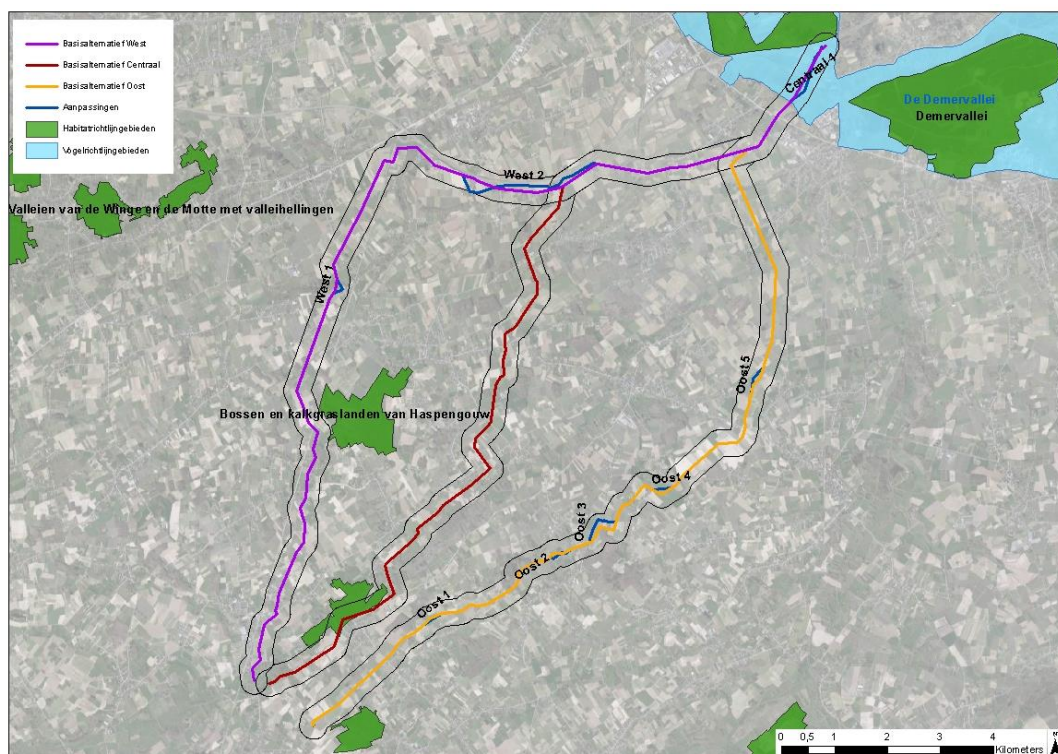 Basisalternatief West
Basisalternatief Centraal
Basisalternatief Oost
Aanpassingen
Habitatrichtlijngebieden
Vogelrichtlijngebieden
Centraal 1
De Demervallei
Demervallei
West 2
Valleien van de Winge en de Motte met valleihellingen
West 1
Oost 5
Bossen en kalkgraslanden van Haspengouw
Oost 4
Oost 3
Oost 2
Oost 1
0 0,5 1 2 3 4
Kilometers